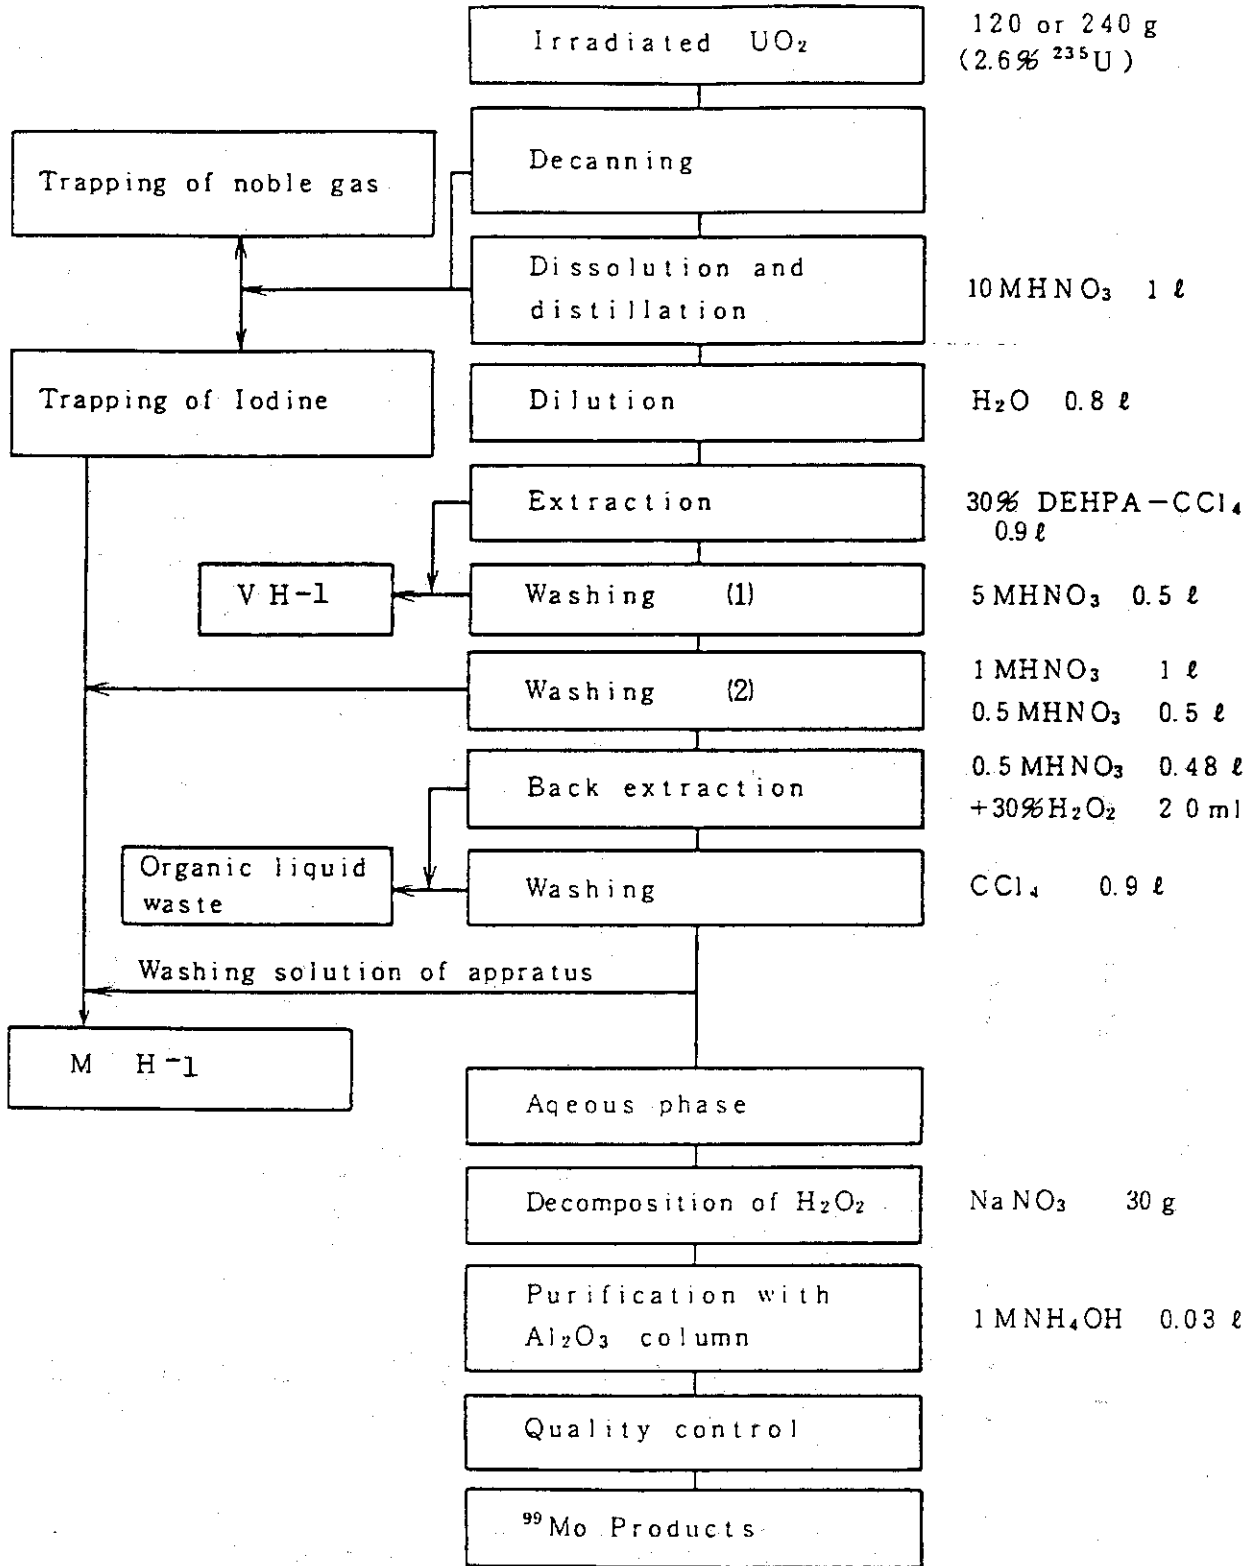 Irradiated UO₂
120 or 240 g
(2.6% ²³⁵U)
Decanning
Trapping of noble gas
Dissolution and
distillation
10MHNO₃ 1 ℓ
Trapping of Iodine
Dilution
H₂O 0.8 ℓ
Extraction
30% DEHPA-CCl₄
0.9 ℓ
VH-1
Washing (1)
5MHNO₃ 0.5 ℓ
Washing (2)
1MHNO₃ 1 ℓ
0.5MHNO₃ 0.5 ℓ
Back extraction
0.5MHNO₃ 0.48 ℓ
+30%H₂O₂ 20ml
Organic liquid
waste
Washing
CCl₄ 0.9 ℓ
Washing solution of appratus
M H-1
Aqeous phase
Decomposition of H₂O₂
NaNO₃ 30g
Purification with
Al₂O₃ column
1MNH₄OH 0.03 ℓ
Quality control
⁹⁹Mo Products